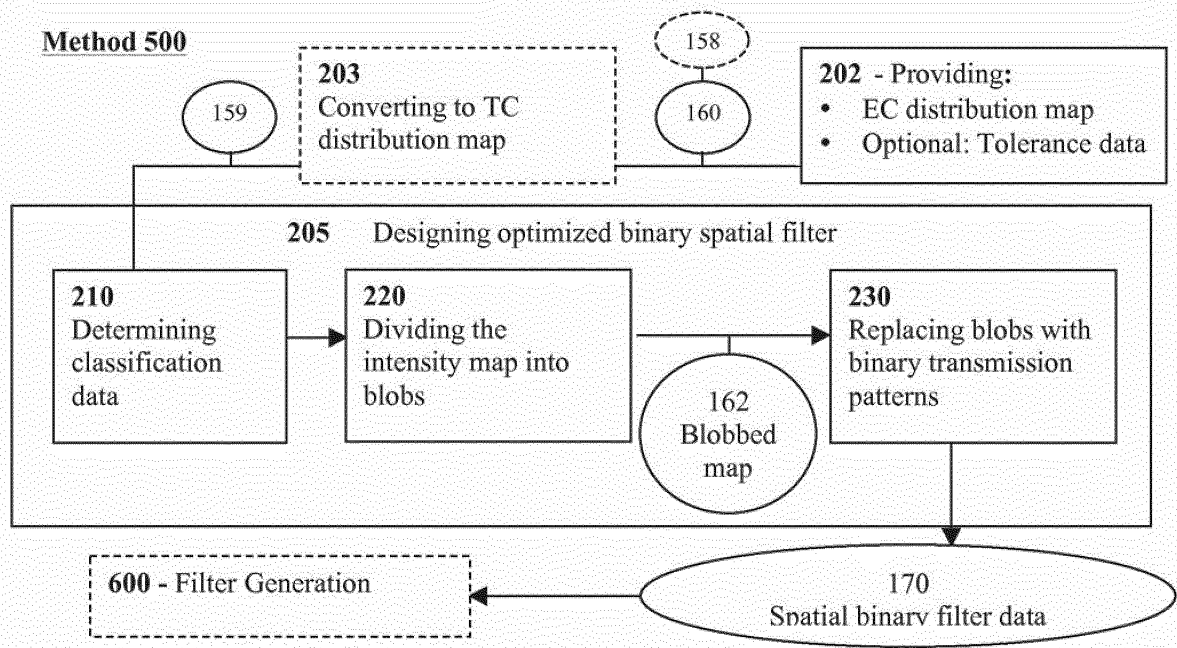 Method 500
158
203
Converting to TC
distribution map
159
160
202 - Providing:
• EC distribution map
• Optional: Tolerance data
205 Designing optimized binary spatial filter
210
Determining
classification
data
220
Dividing the
intensity map into
blobs
230
Replacing blobs with
binary transmission
patterns
162
Blobbed
map
600 - Filter Generation
170
Spatial binary filter data